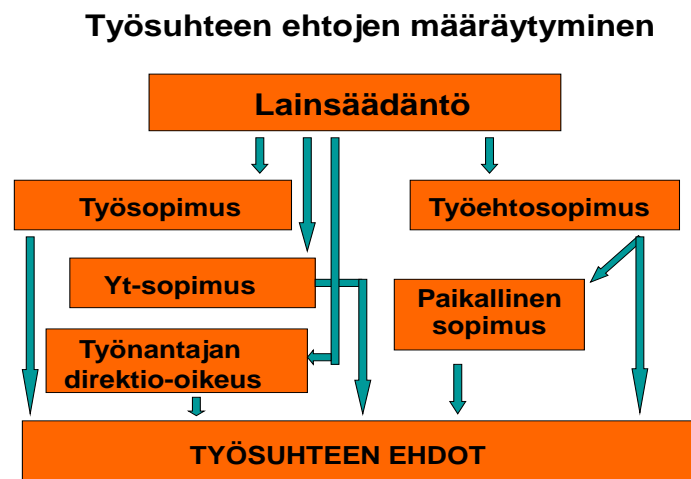 Työsuhteen ehtojen määräytyminen
Lainsäädäntö
Työsopimus
Työehtosopimus
Yt-sopimus
Paikallinen
sopimus
Työnantajan
direktio-oikeus
TYÖSUHTEEN EHDOT